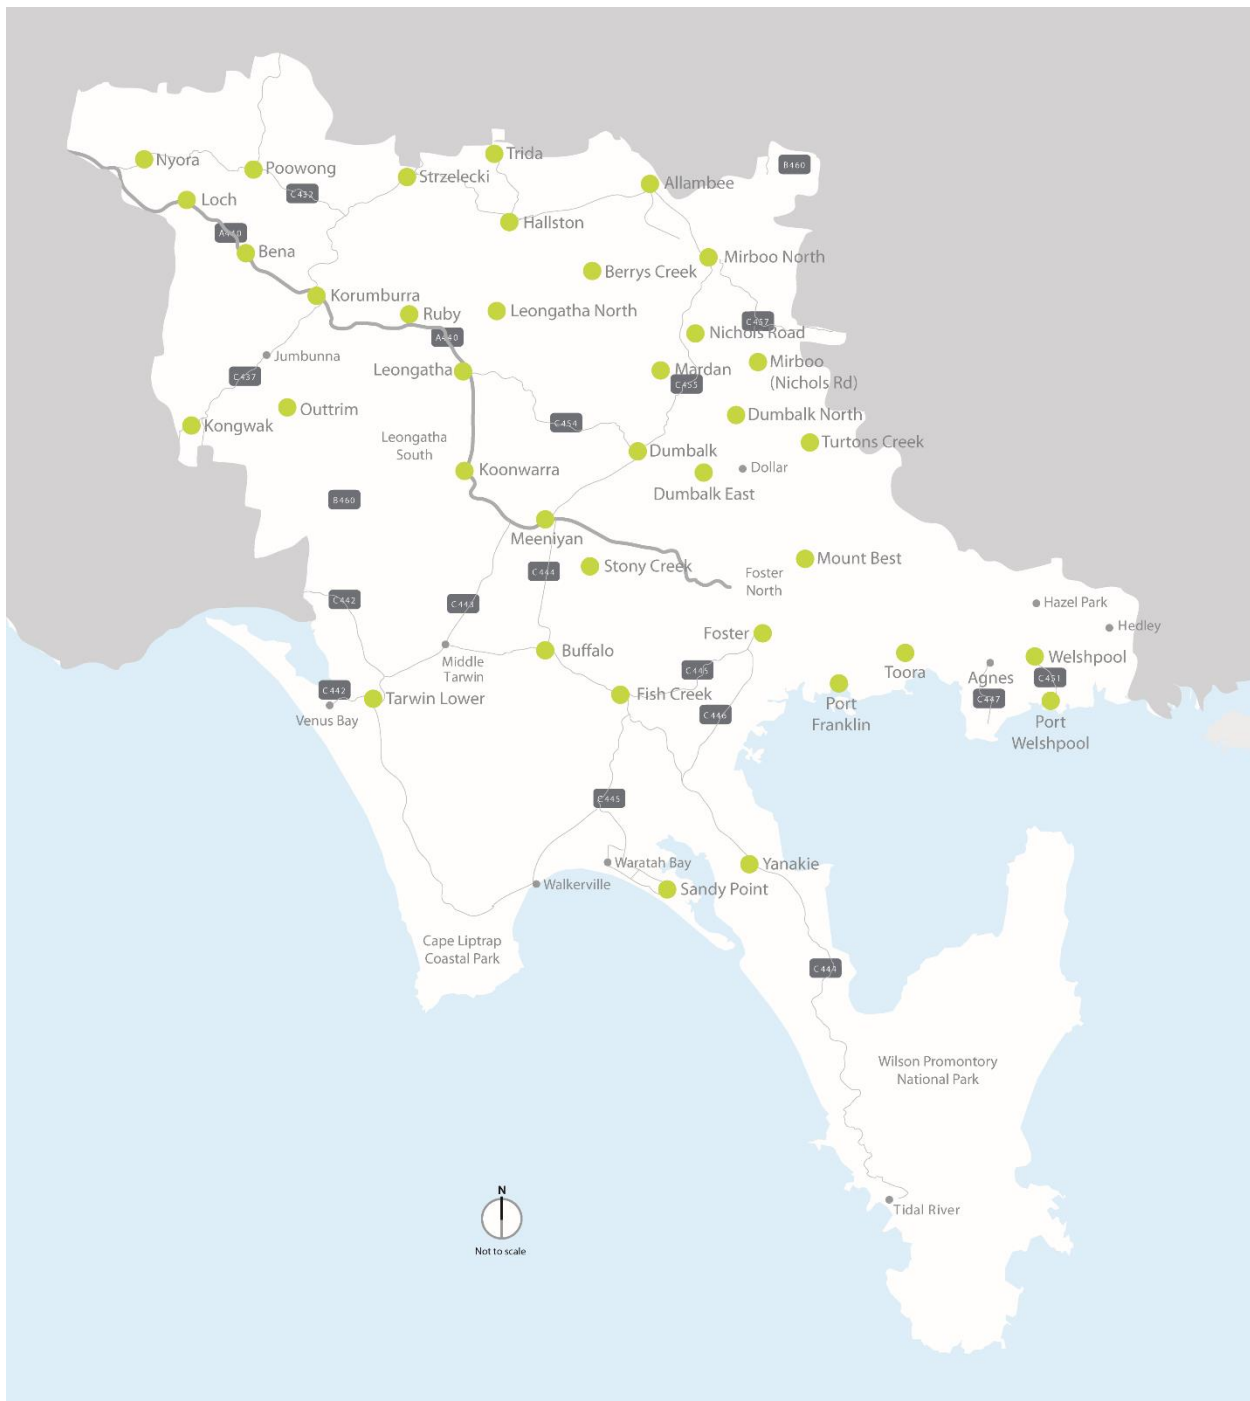 Trida
B460
Nyora
Poowong
Strzelecki
Allambee
C432
Loch
Hallston
A440
Bena
Mirboo North
Berrys Creek
Korumburra
Leongatha North
Ruby
C457
A440
Nichols Road
Jumbunna
Leongatha
Mardan
Mirboo
(Nichols Rd)
C437
C455
Outtrim
Dumbalk North
Kongwak
C454
Leongatha
South
Turtons Creek
Dumbalk
Koonwarra
Dollar
Dumbalk East
B460
Meeniyan
Mount Best
Stony Creek
C444
Foster
North
C442
C443
Hazel Park
Hedley
Foster
Buffalo
Middle
Tarwin
Welshpool
Toora
Agnes
C445
C451
C442
Tarwin Lower
Fish Creek
C447
Port
Franklin
Venus Bay
C446
Port
Welshpool
C445
Waratah Bay
Yanakie
Walkerville
Sandy Point
Cape Liptrap
Coastal Park
C444
Wilson Promontory
National Park
N
Tidal River
Not to scale